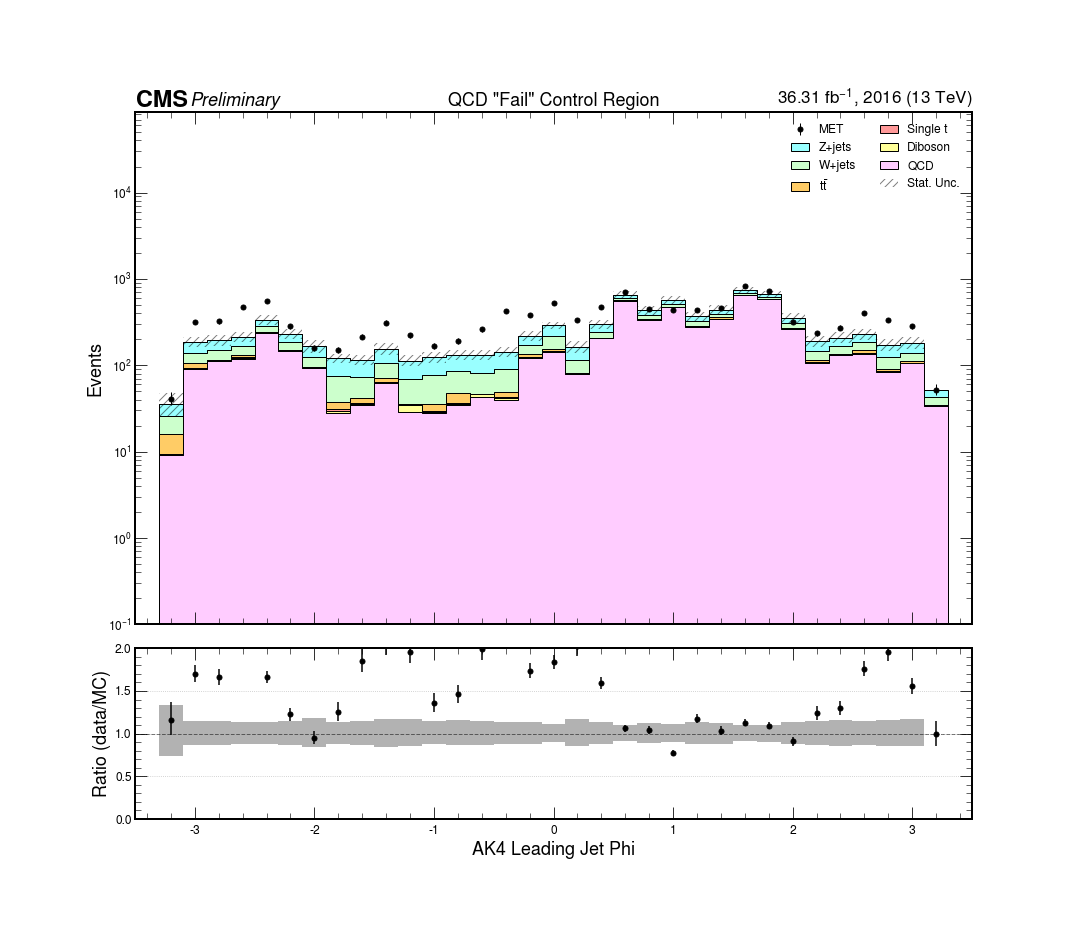 CMS Preliminary QCD "Fail" Control Region 36.31 fb⁻¹, 2016 (13 TeV)
MET
Z+jets
W+jets
tt̄
Single t
Diboson
QCD
Stat. Unc.
Events
10⁴
10³
10²
10¹
10⁰
10⁻¹
Ratio (data/MC)
2.0
1.5
1.0
0.5
0.0
-3 -2 -1 0 1 2 3
AK4 Leading Jet Phi